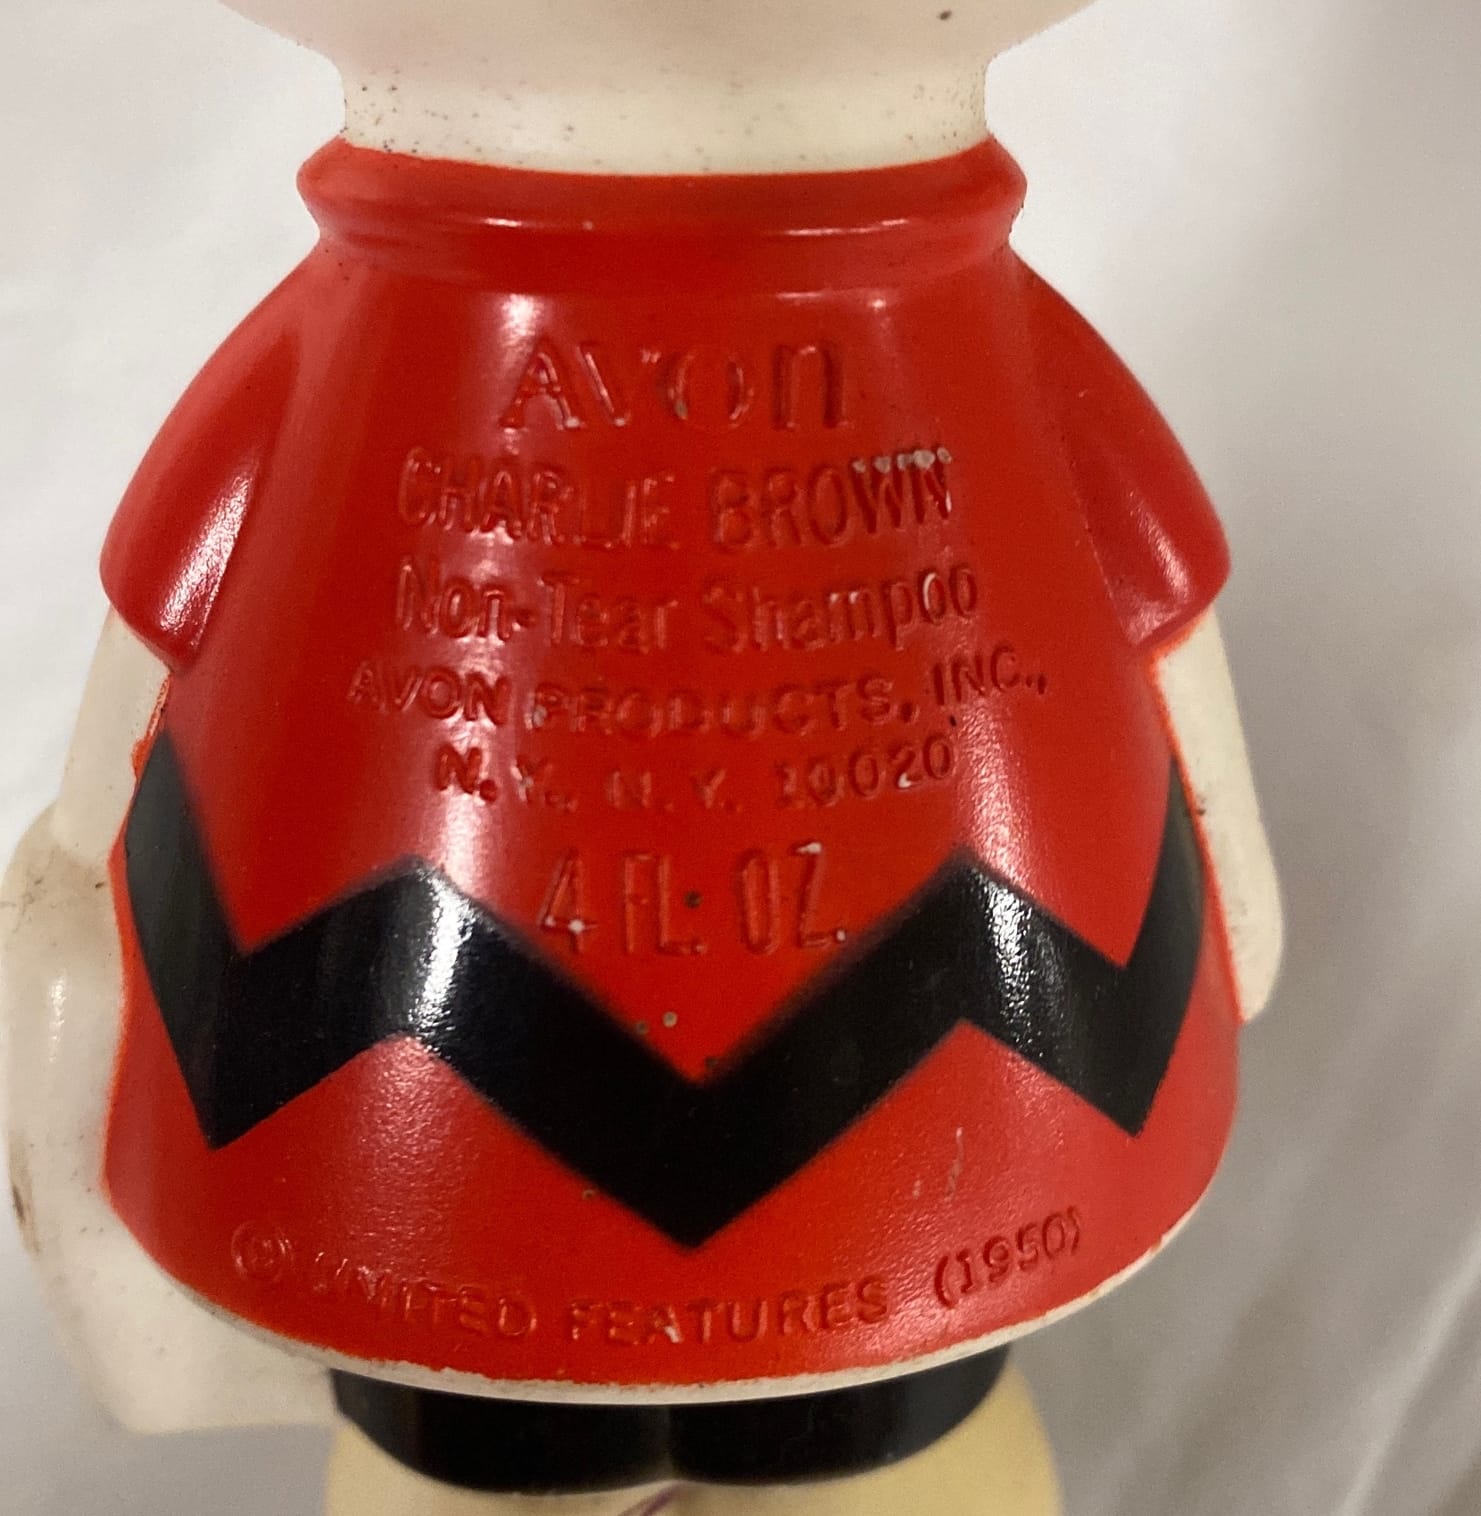 AVON
CHARLIE BROWN
Non-Tear Shampoo
AVON PRODUCTS, INC.,
N.Y., N.Y. 10020
4 FL. OZ.
© UNITED FEATURES (1950)